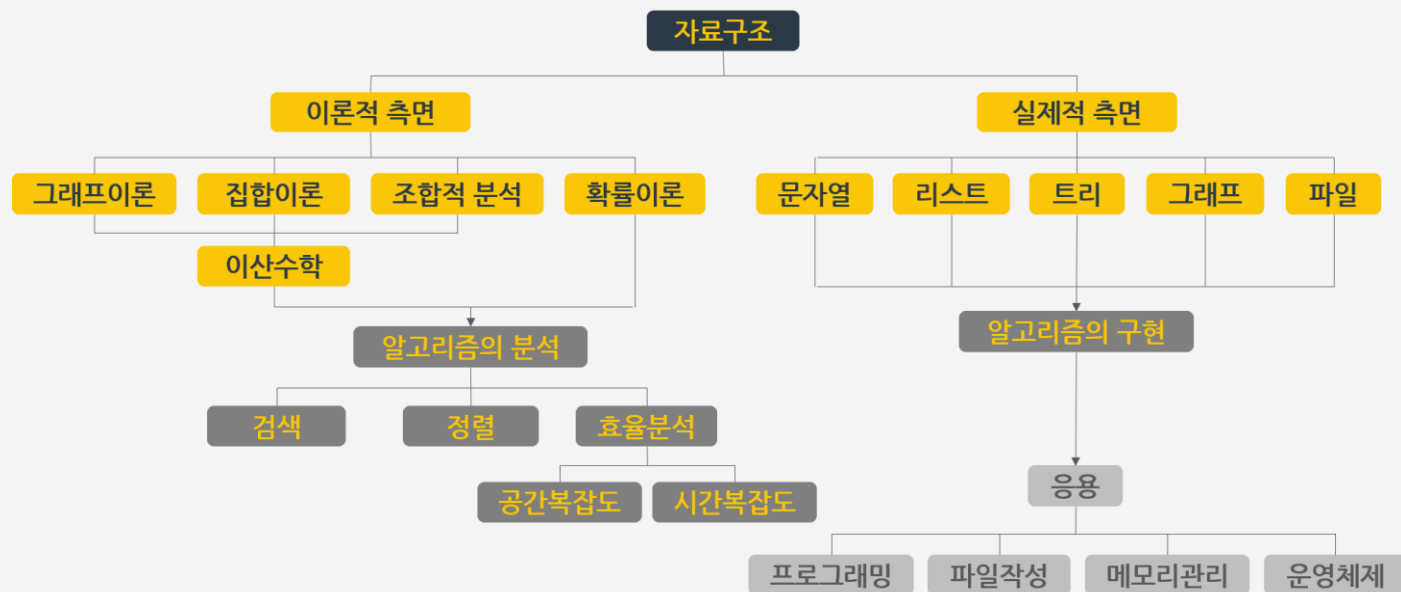 자료구조
이론적 측면
실제적 측면
그래프이론
집합이론
조합적 분석
확률이론
문자열
리스트
트리
그래프
파일
이산수학
알고리즘의 분석
알고리즘의 구현
검색
정렬
효율분석
응용
공간복잡도
시간복잡도
프로그래밍
파일작성
메모리관리
운영체제